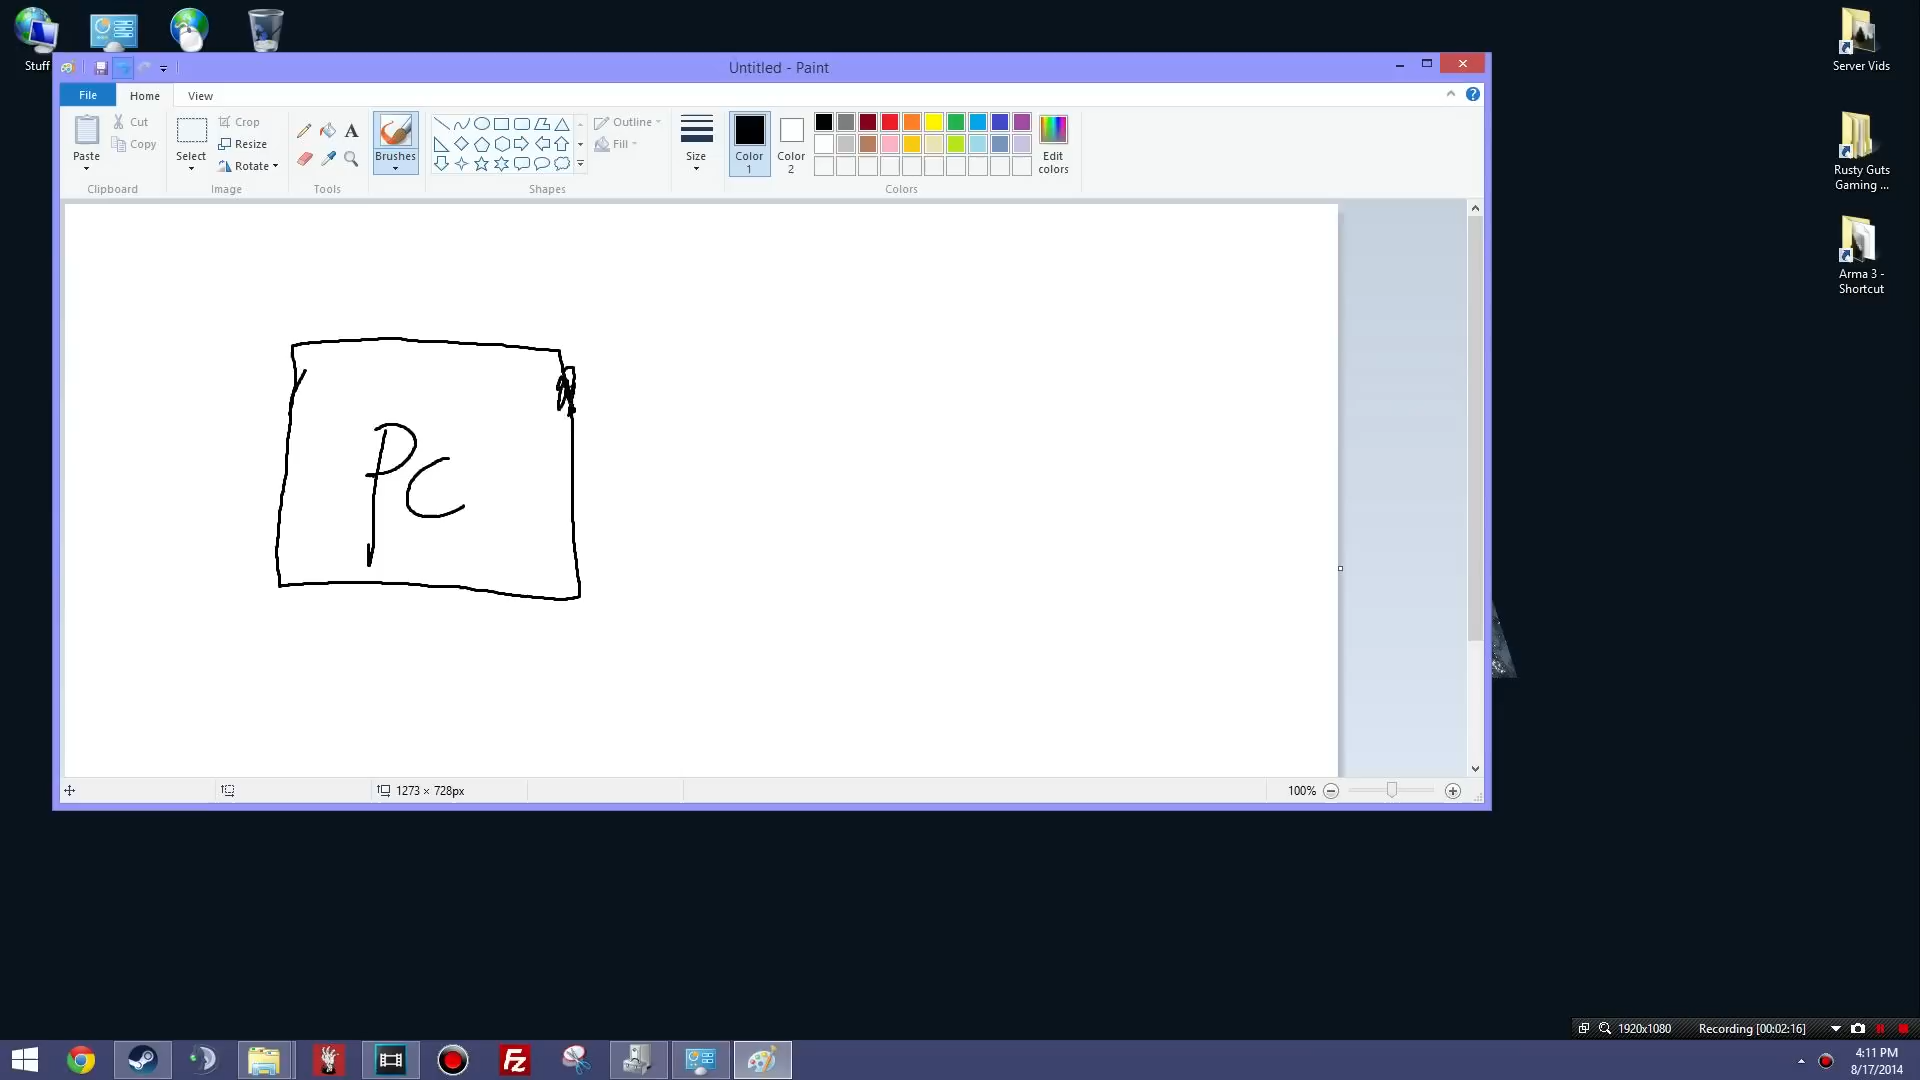 Stuff
Server Vids
Rusty Guts
Gaming ...
Arma 3 -
Shortcut
Untitled - Paint
File
Home
View
Paste
Cut
Copy
Clipboard
Select
Crop
Resize
Rotate
Image
A
Tools
Brushes
Outline
Fill
Shapes
Size
Color
1
Color
2
Edit
colors
Colors
PC
1273 × 728px
100%
1920x1080
Recording [00:02:16]
Fz
4:11 PM
8/17/2014